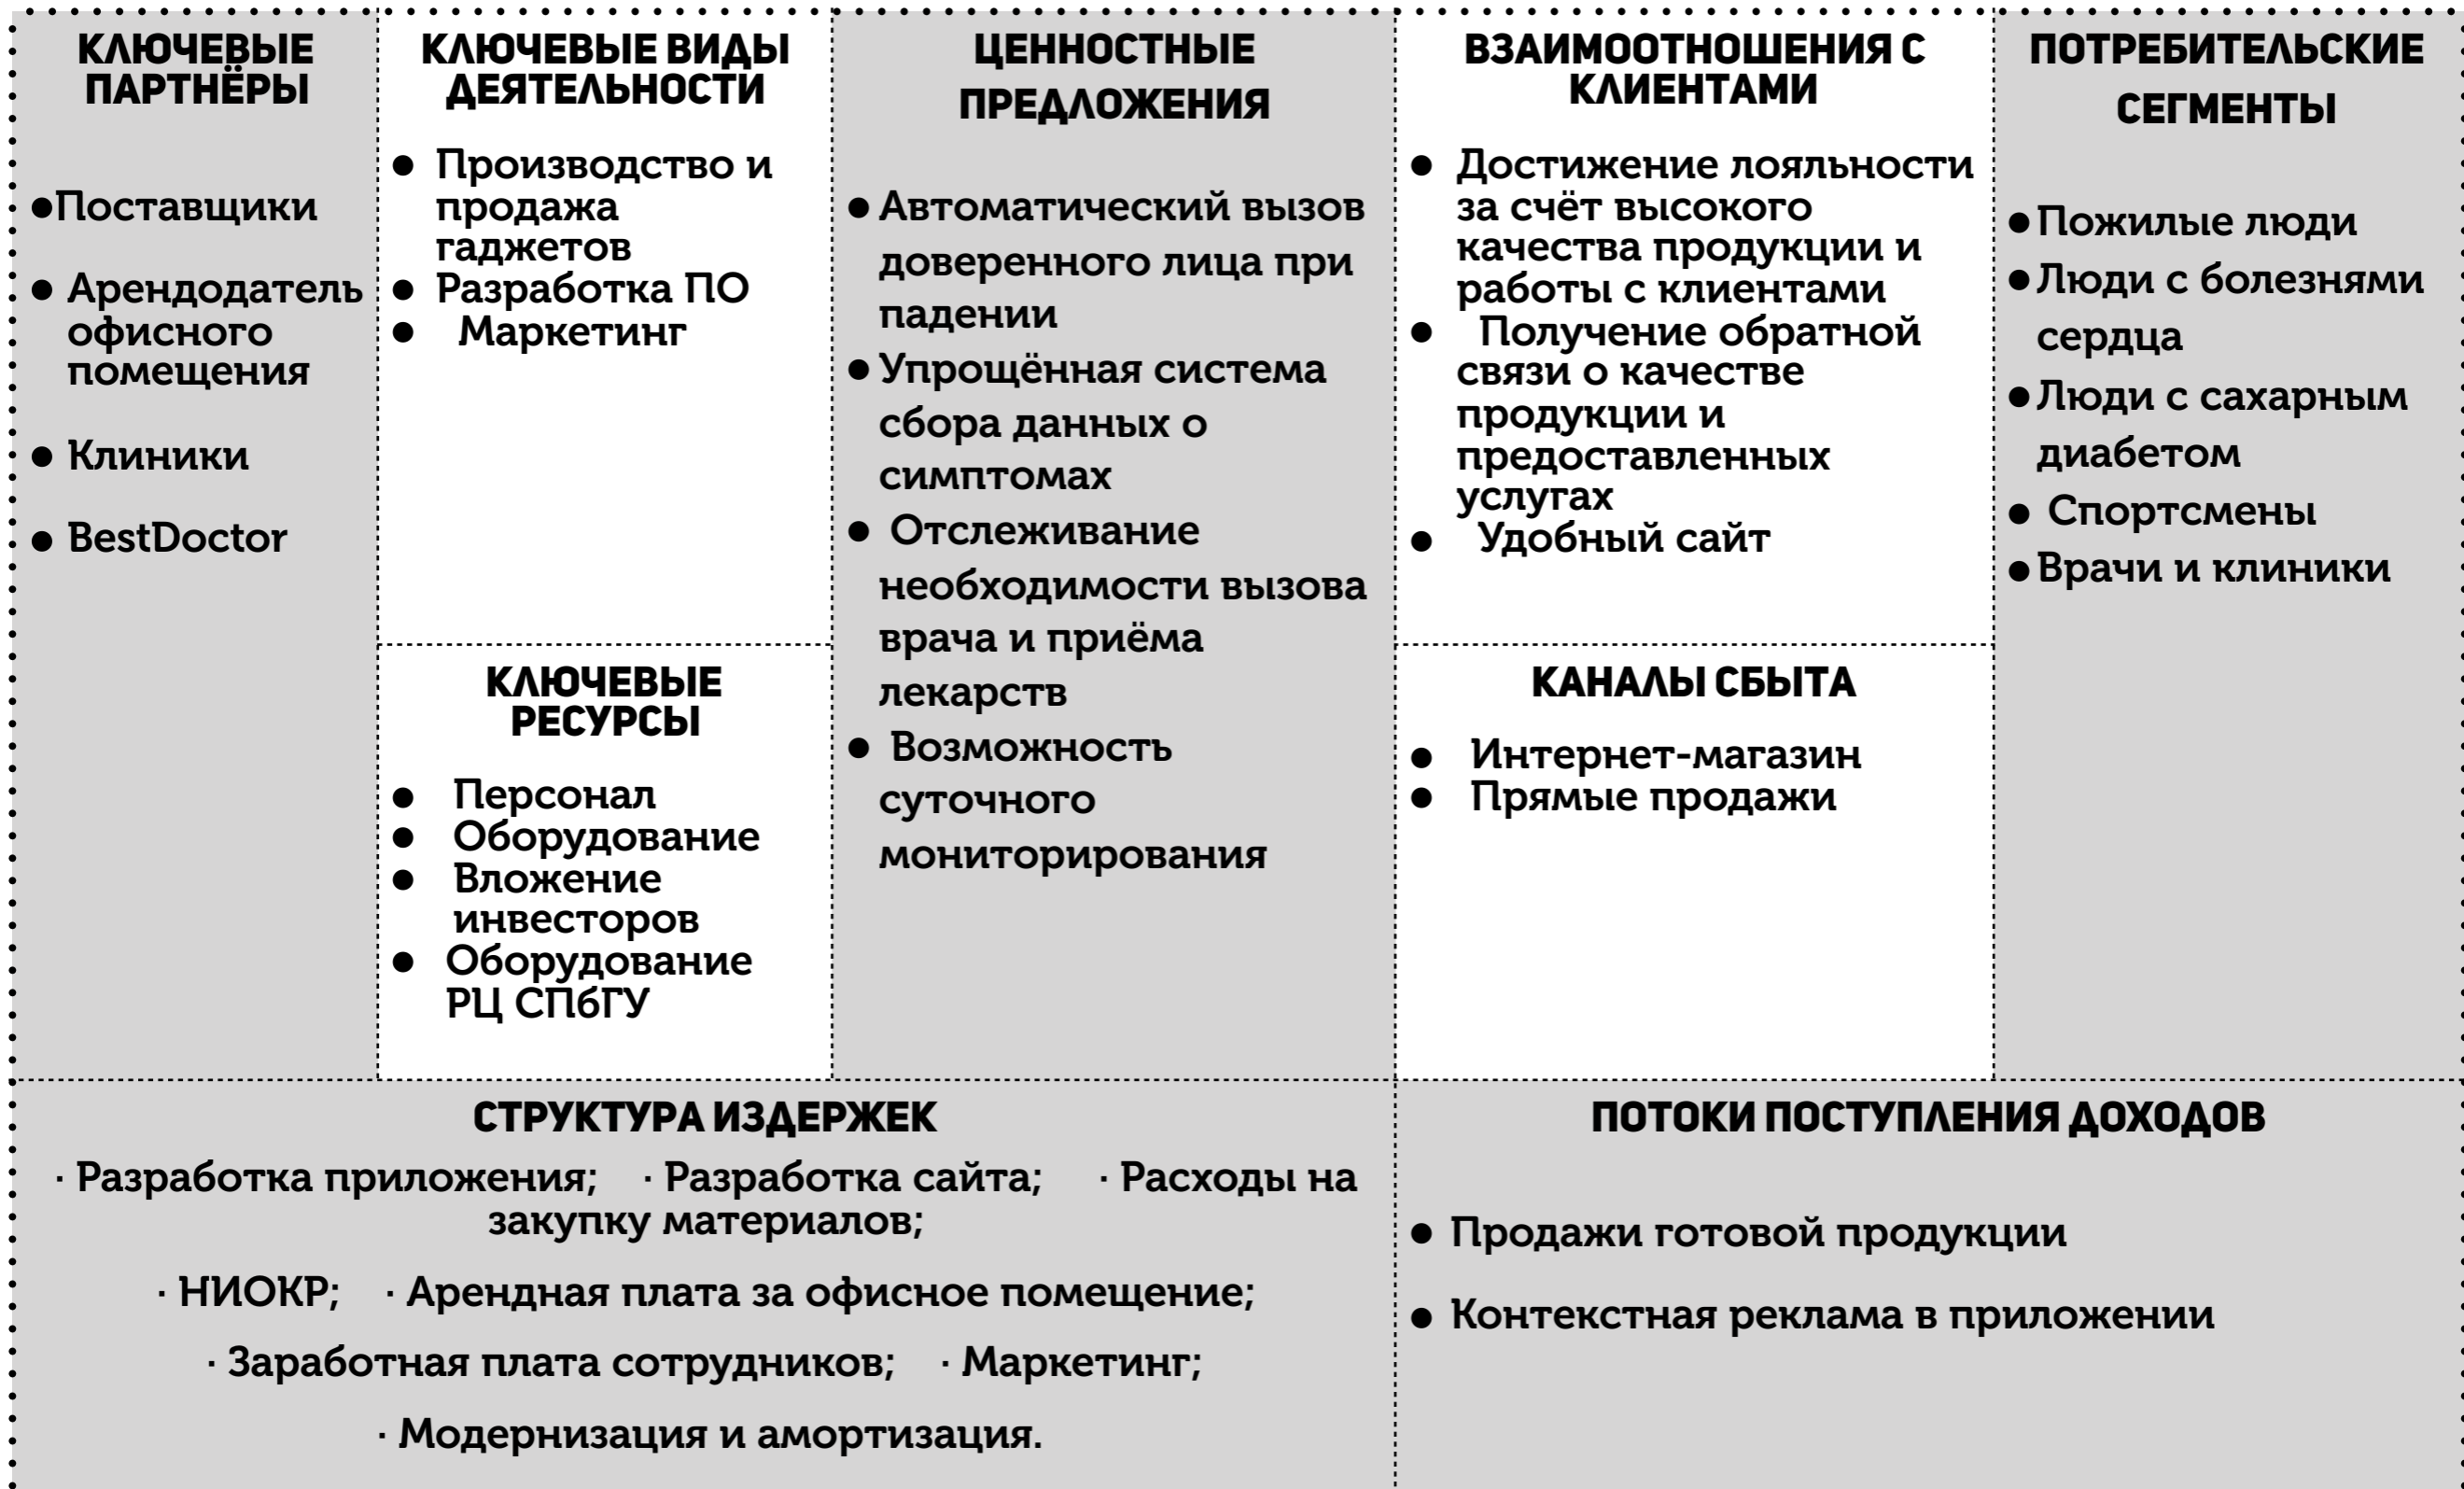 КЛЮЧЕВЫЕ
ПАРТНЁРЫ
●Поставщики
● Арендодатель
офисного
помещения
● Клиники
● BestDoctor
КЛЮЧЕВЫЕ ВИДЫ
ДЕЯТЕЛЬНОСТИ
● Производство и
продажа
гаджетов
● Разработка ПО
● Маркетинг
КЛЮЧЕВЫЕ
РЕСУРСЫ
● Персонал
● Оборудование
● Вложение
инвесторов
● Оборудование
РЦ СПбГУ
ЦЕННОСТНЫЕ
ПРЕДЛОЖЕНИЯ
● Автоматический вызов
доверенного лица при
падении
● Упрощённая система
сбора данных о
симптомах
● Отслеживание
необходимости вызова
врача и приёма
лекарств
● Возможность
суточного
мониторирования
ВЗАИМООТНОШЕНИЯ С
КЛИЕНТАМИ
● Достижение лояльности
за счёт высокого
качества продукции и
работы с клиентами
● Получение обратной
связи о качестве
продукции и
предоставленных
услугах
● Удобный сайт
КАНАЛЫ СБЫТА
● Интернет-магазин
● Прямые продажи
ПОТРЕБИТЕЛЬСКИЕ
СЕГМЕНТЫ
● Пожилые люди
● Люди с болезнями
сердца
● Люди с сахарным
диабетом
● Спортсмены
● Врачи и клиники
СТРУКТУРА ИЗДЕРЖЕК
· Разработка приложения; · Разработка сайта; · Расходы на
закупку материалов;
· НИОКР; · Арендная плата за офисное помещение;
· Заработная плата сотрудников; · Маркетинг;
· Модернизация и амортизация.
ПОТОКИ ПОСТУПЛЕНИЯ ДОХОДОВ
● Продажи готовой продукции
● Контекстная реклама в приложении